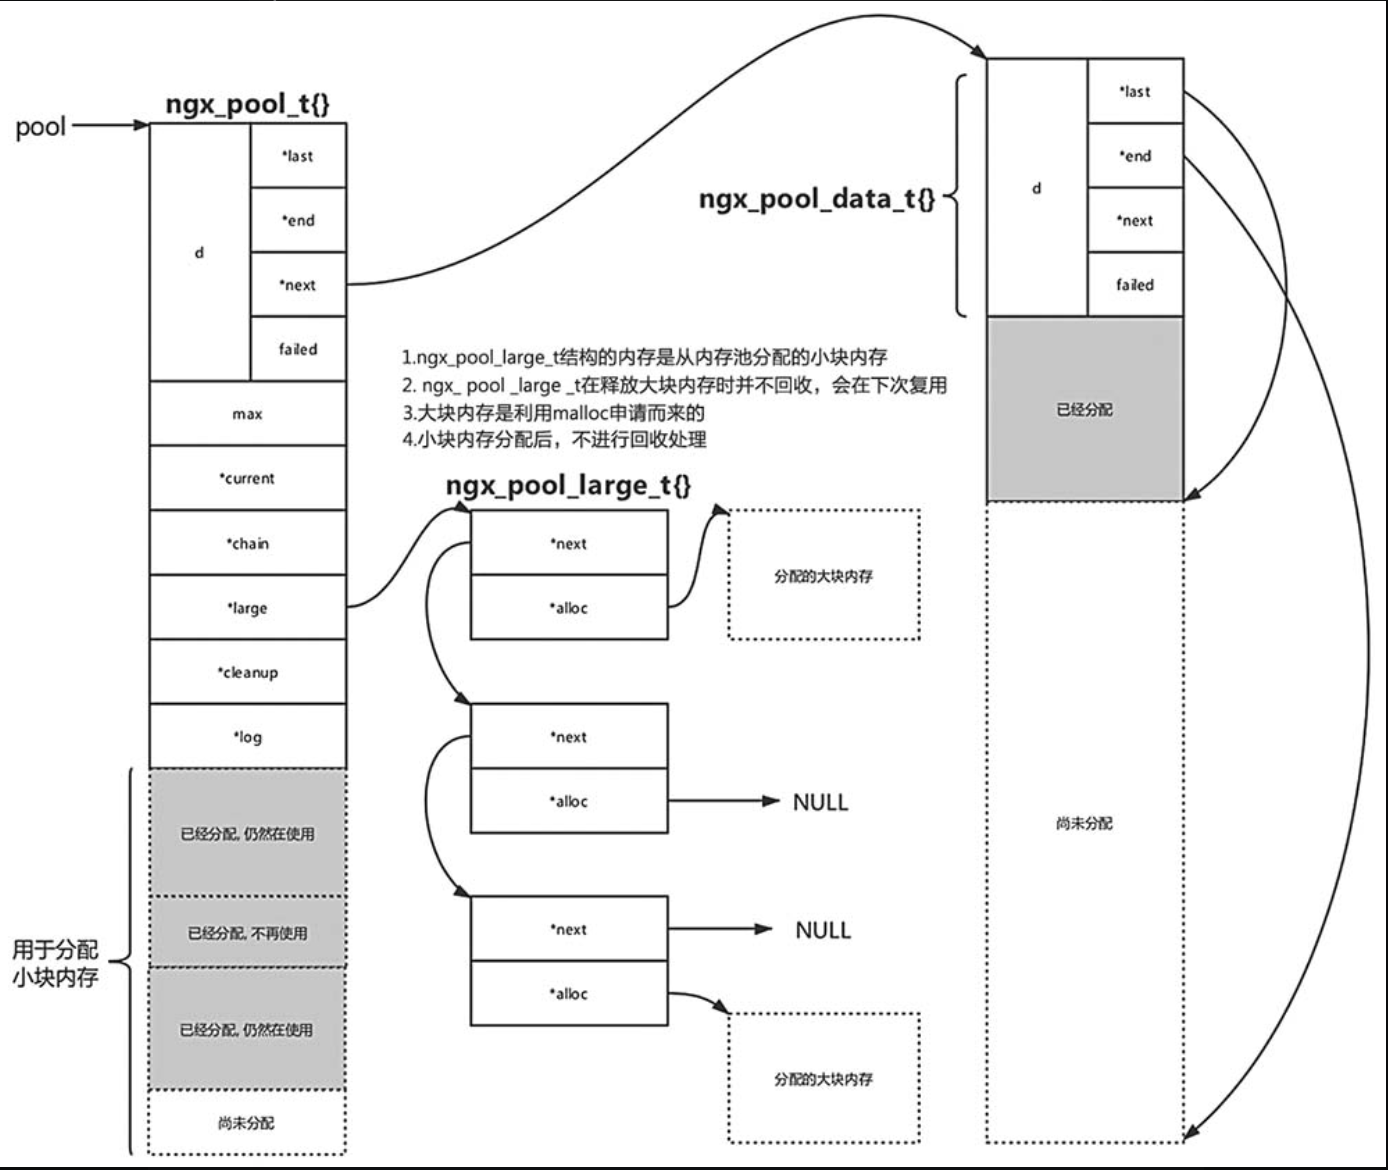 ngx_pool_t{}
pool
d
*last
*end
*next
failed
max
*current
*chain
*large
*cleanup
*log
已经分配, 仍然在使用
已经分配, 不再使用
已经分配, 仍然在使用
尚未分配
用于分配
小块内存
1.ngx_pool_large_t结构的内存是从内存池分配的小块内存
2. ngx_ pool _large _t在释放大块内存时并不回收，会在下次复用
3.大块内存是利用malloc申请而来的
4.小块内存分配后，不进行回收处理
ngx_pool_large_t{}
*next
*alloc
分配的大块内存
*next
*alloc
NULL
*next
NULL
*alloc
分配的大块内存
ngx_pool_data_t{}
d
*last
*end
*next
failed
已经分配
尚未分配